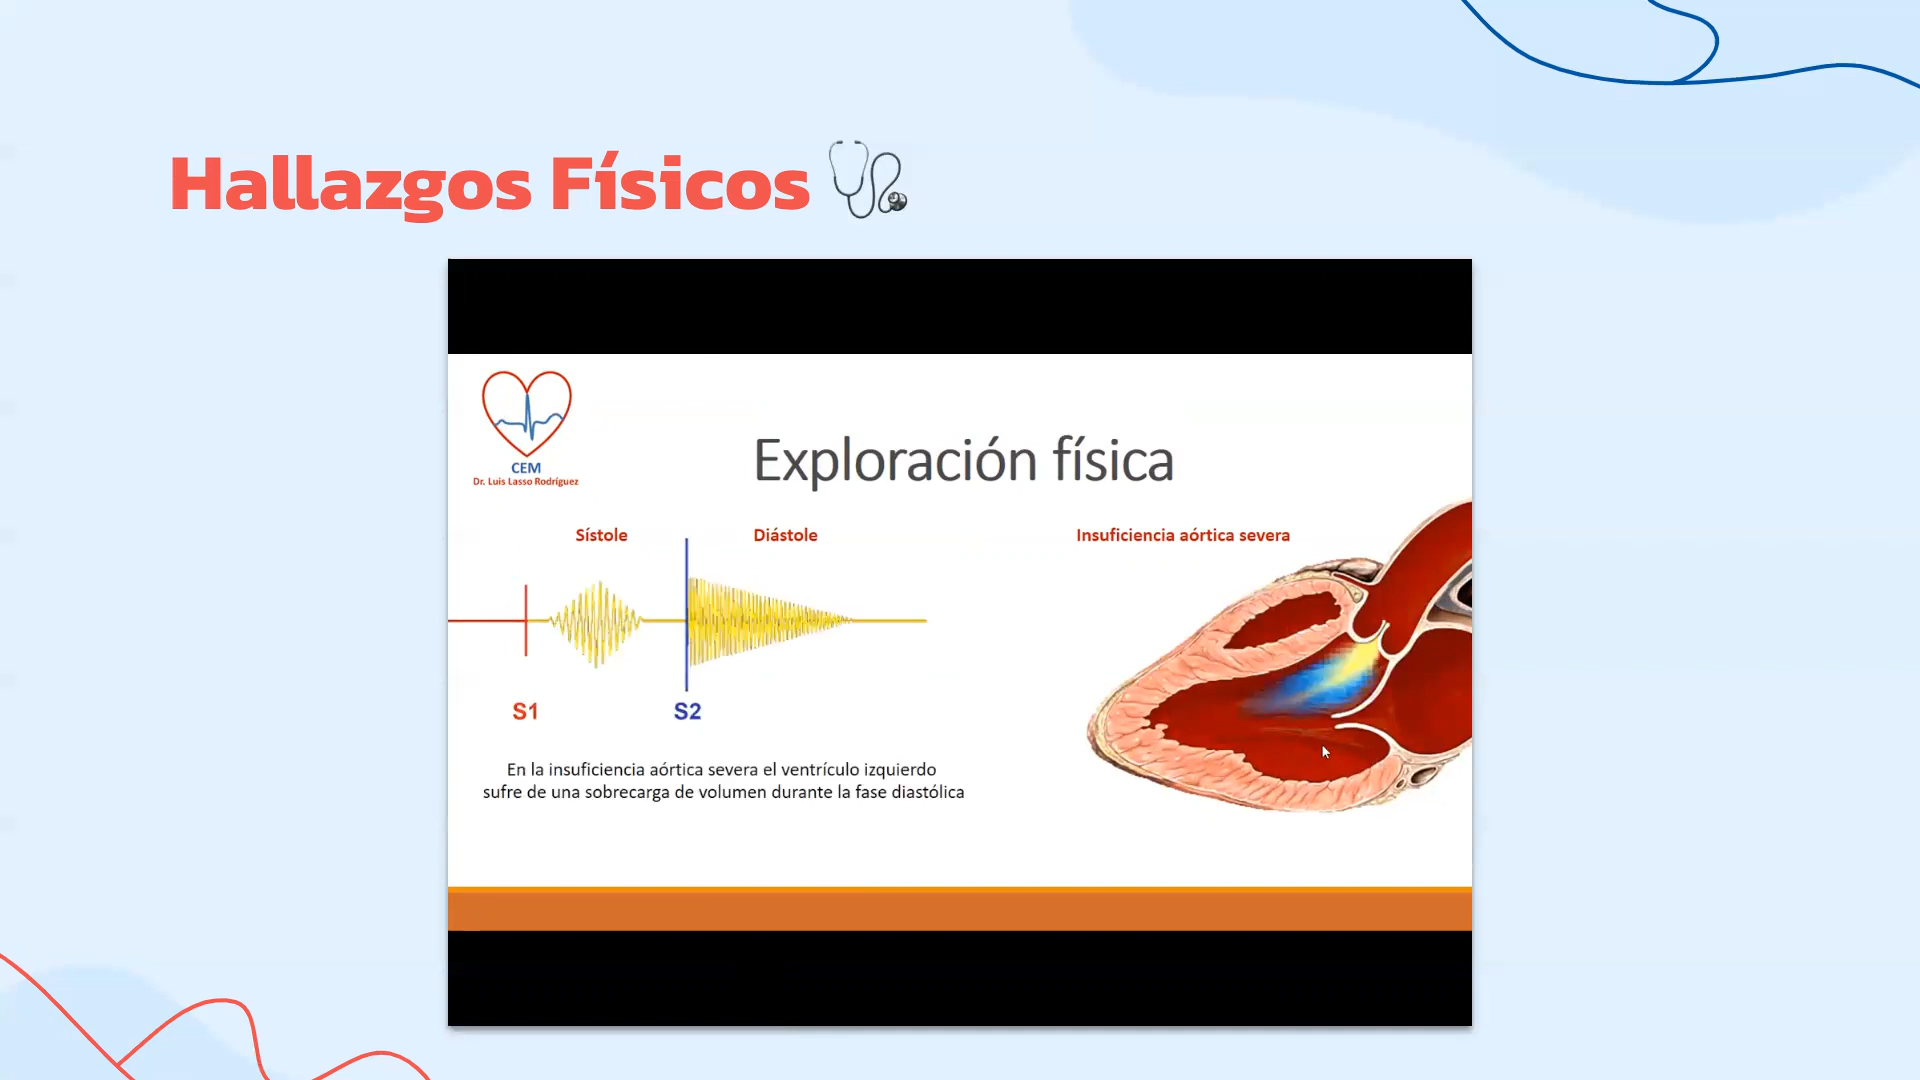 Hallazgos Físicos
CEM
Dr. Luis Lasso Rodríguez
Exploración física
Sístole
Diástole
Insuficiencia aórtica severa
S1
S2
En la insuficiencia aórtica severa el ventrículo izquierdo
sufre de una sobrecarga de volumen durante la fase diastólica